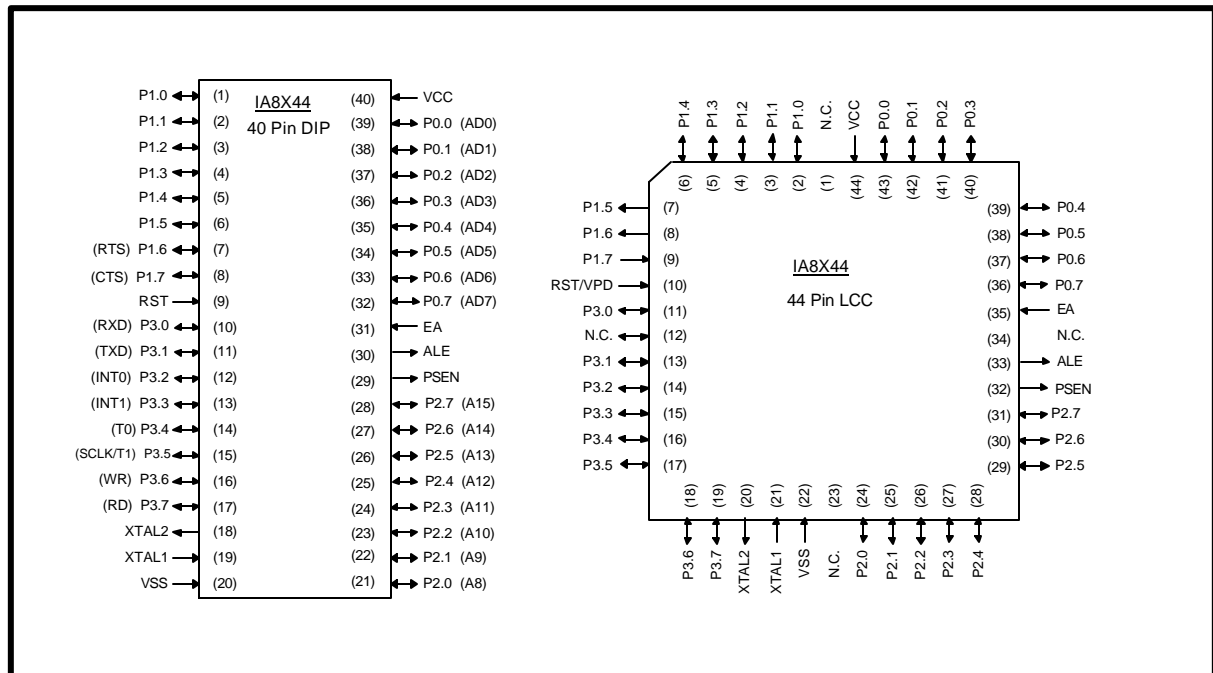 IA8X44
40 Pin DIP
P1.0 (1)
P1.1 (2)
P1.2 (3)
P1.3 (4)
P1.4 (5)
P1.5 (6)
(RTS) P1.6 (7)
(CTS) P1.7 (8)
RST (9)
(RXD) P3.0 (10)
(TXD) P3.1 (11)
(INT0) P3.2 (12)
(INT1) P3.3 (13)
(T0) P3.4 (14)
(SCLK/T1) P3.5 (15)
(WR) P3.6 (16)
(RD) P3.7 (17)
XTAL2 (18)
XTAL1 (19)
VSS (20)
(40) VCC
(39) P0.0 (AD0)
(38) P0.1 (AD1)
(37) P0.2 (AD2)
(36) P0.3 (AD3)
(35) P0.4 (AD4)
(34) P0.5 (AD5)
(33) P0.6 (AD6)
(32) P0.7 (AD7)
(31) EA
(30) ALE
(29) PSEN
(28) P2.7 (A15)
(27) P2.6 (A14)
(26) P2.5 (A13)
(25) P2.4 (A12)
(24) P2.3 (A11)
(23) P2.2 (A10)
(22) P2.1 (A9)
(21) P2.0 (A8)
P1.4 P1.3 P1.2 P1.1 P1.0 N.C. VCC P0.0 P0.1 P0.2 P0.3
(6) (5) (4) (3) (2) (1) (44) (43) (42) (41) (40)
P1.5 (7)
P1.6 (8)
P1.7 (9)
RST/VPD (10)
P3.0 (11)
N.C. (12)
P3.1 (13)
P3.2 (14)
P3.3 (15)
P3.4 (16)
P3.5 (17)
IA8X44
44 Pin LCC
(39) P0.4
(38) P0.5
(37) P0.6
(36) P0.7
(35) EA
(34) N.C.
(33) ALE
(32) PSEN
(31) P2.7
(30) P2.6
(29) P2.5
(18) (19) (20) (21) (22) (23) (24) (25) (26) (27) (28)
P3.6 P3.7 XTAL2 XTAL1 VSS N.C. P2.0 P2.1 P2.2 P2.3 P2.4